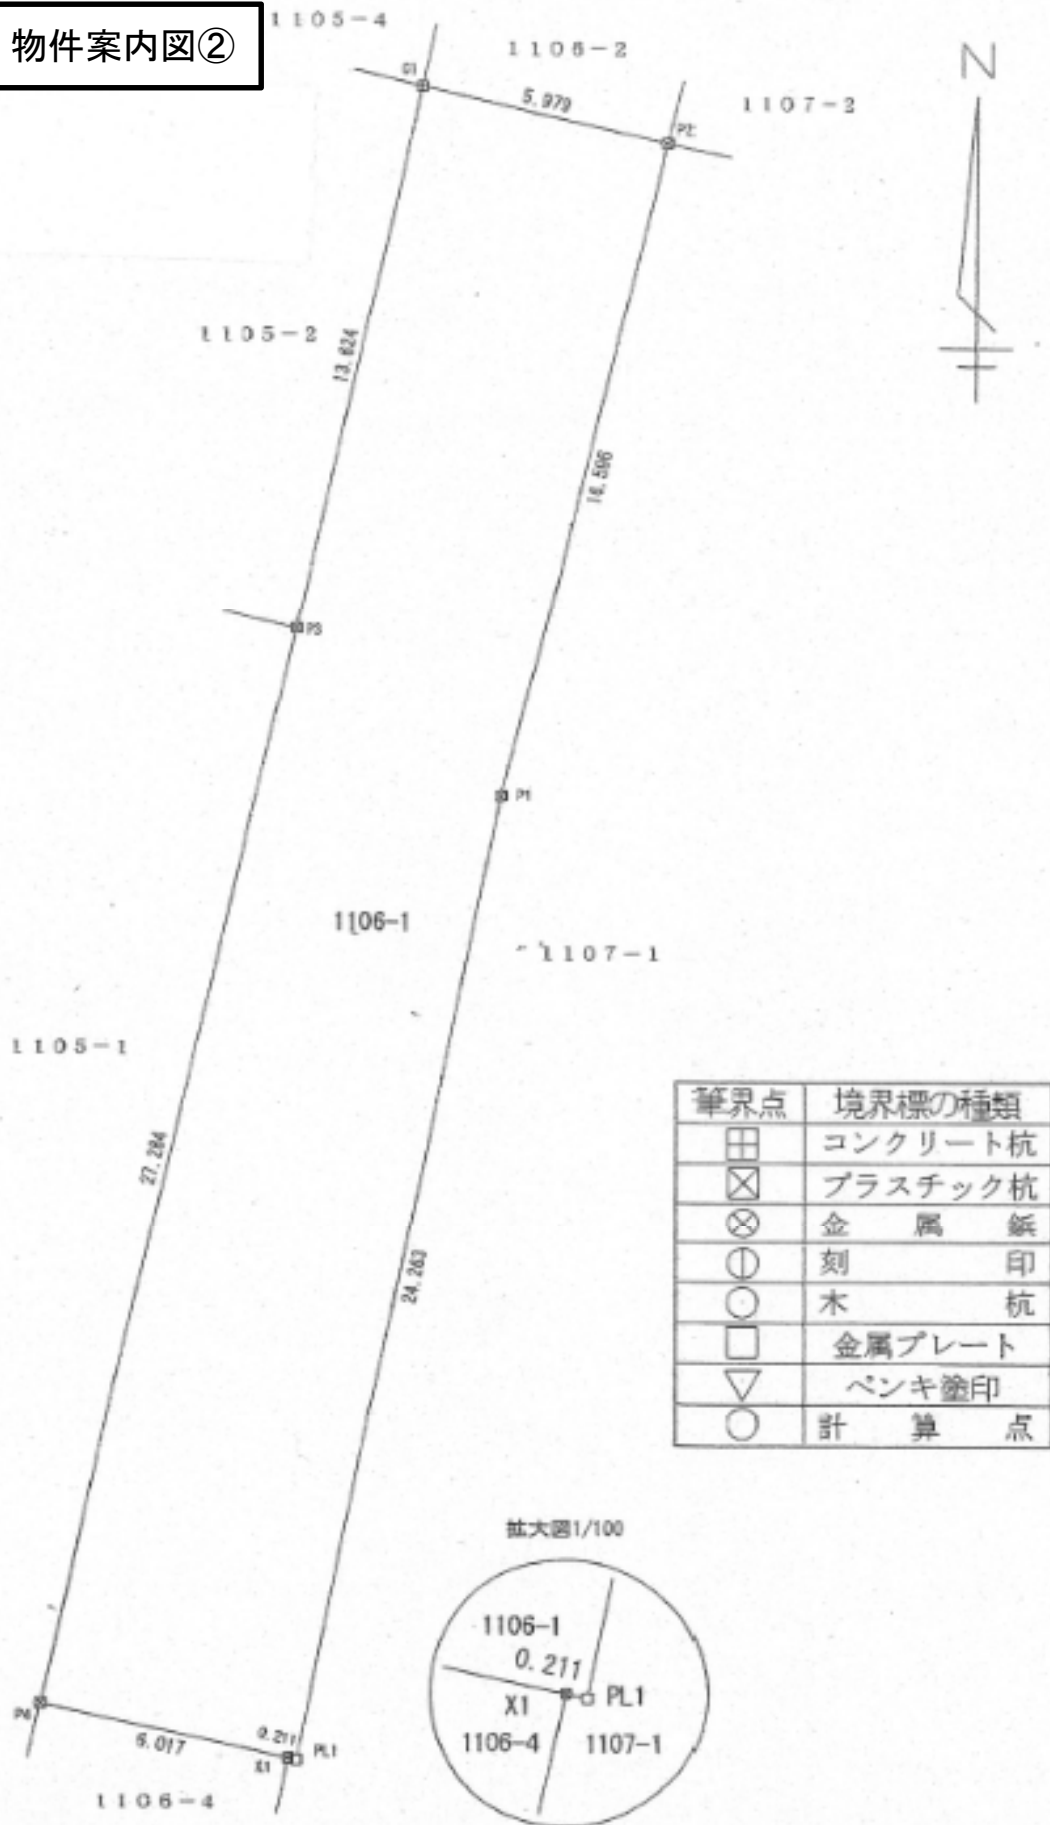 物件案内図②
1105-4
1106-2
N
G1
5.979
P2
1107-2
1105-2
13.624
16.596
P3
P1
1106-1
1107-1
1105-1
27.284
24.263
筆界点 境界標の種類
コンクリート杭
プラスチック杭
金属鋲
刻印
木杭
金属プレート
ペンキ塗印
計算点
拡大図1/100
1106-1
0.211
X1 PL1
1106-4 1107-1
P4
6.017
0.211
X1
PL1
1106-4